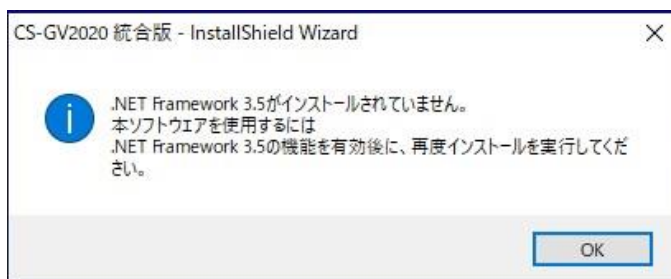 CS-GV2020 統合版 - InstallShield Wizard
.NET Framework 3.5がインストールされていません。
本ソフトウェアを使用するには
.NET Framework 3.5の機能を有効後に、再度インストールを実行してくだ
さい。
OK